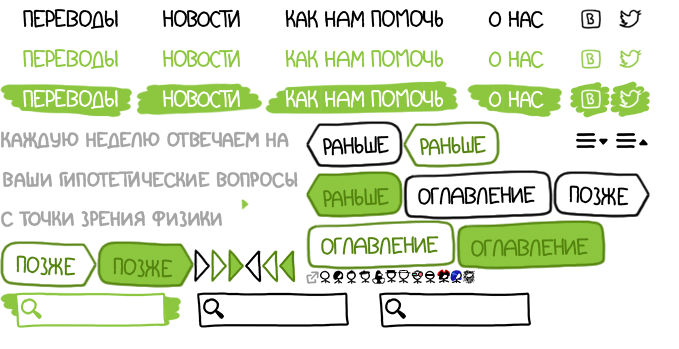 ПЕРЕВОДЫ НОВОСТИ КАК НАМ ПОМОЧЬ О НАС В
ПЕРЕВОДЫ НОВОСТИ КАК НАМ ПОМОЧЬ О НАС В
ПЕРЕВОДЫ НОВОСТИ КАК НАМ ПОМОЧЬ О НАС В
КАЖДУЮ НЕДЕЛЮ ОТВЕЧАЕМ НА
РАНЬШЕ РАНЬШЕ
ВАШИ ГИПОТЕТИЧЕСКИЕ ВОПРОСЫ
РАНЬШЕ ОГЛАВЛЕНИЕ ПОЗЖЕ
С ТОЧКИ ЗРЕНИЯ ФИЗИКИ
ОГЛАВЛЕНИЕ ОГЛАВЛЕНИЕ
ПОЗЖЕ ПОЗЖЕ